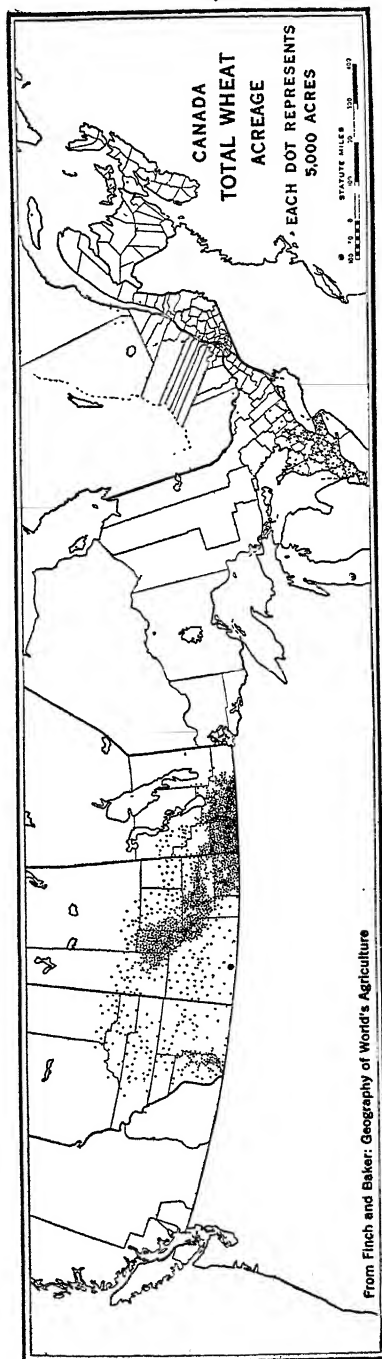 CANADA
TOTAL WHEAT
ACREAGE
EACH DOT REPRESENTS
5,000 ACRES
STATUTE MILES
From Finch and Baker: Geography of World's Agriculture